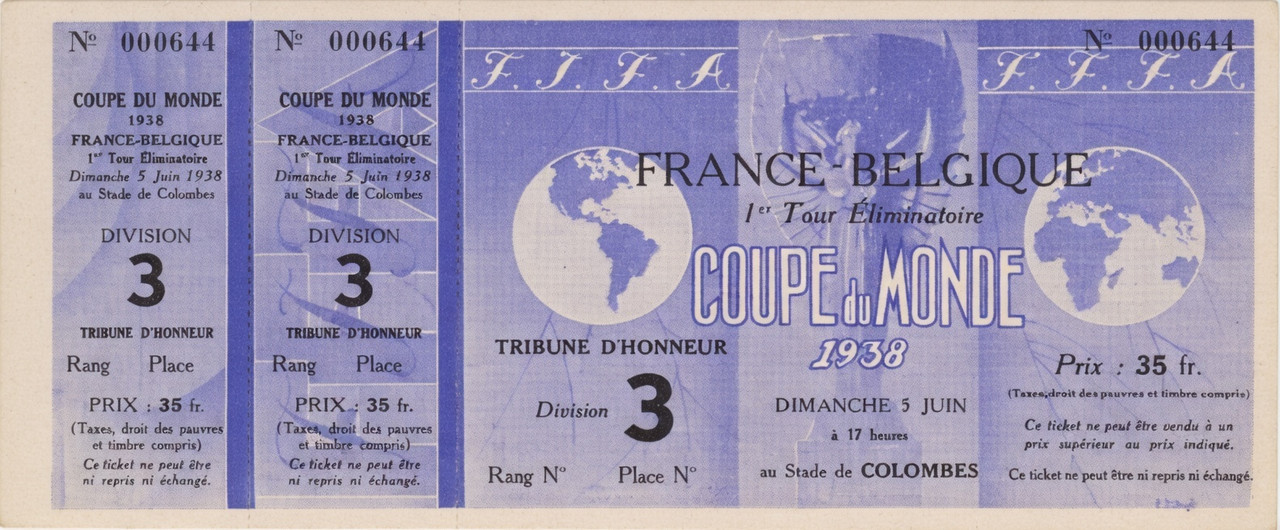 Nº 000644
COUPE DU MONDE
1938
FRANCE-BELGIQUE
1er Tour Éliminatoire
Dimanche 5 Juin 1938
au Stade de Colombes
DIVISION
3
TRIBUNE D'HONNEUR
Rang Place
PRIX : 35 fr.
(Taxes, droit des pauvres
et timbre compris)
Ce ticket ne peut être
ni repris ni échangé.
Nº 000644
COUPE DU MONDE
1938
FRANCE-BELGIQUE
1er Tour Éliminatoire
Dimanche 5 Juin 1938
au Stade de Colombes
DIVISION
3
TRIBUNE D'HONNEUR
Rang Place
PRIX : 35 fr.
(Taxes, droit des pauvres
et timbre compris)
Ce ticket ne peut être
ni repris ni échangé.
Nº 000644
F. I. F. A
F. F. F. A
FRANCE-BELGIQUE
1er Tour Éliminatoire
COUPE du MONDE
1938
TRIBUNE D'HONNEUR
Division 3
Rang Nº Place Nº
DIMANCHE 5 JUIN
à 17 heures
au Stade de COLOMBES
Prix : 35 fr.
(Taxes, droit des pauvres et timbre compris)
Ce ticket ne peut être vendu à un
prix supérieur au prix indiqué.
Ce ticket ne peut être ni repris ni échangé.